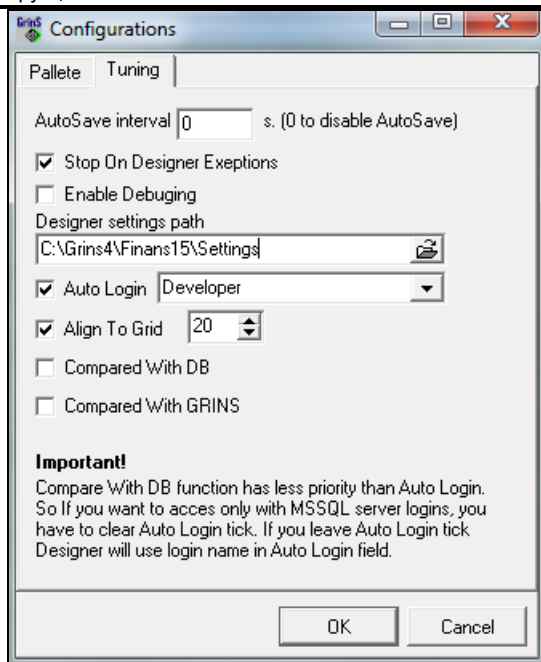 GrinS Configurations
Pallete Tuning
AutoSave interval 0 s. (0 to disable AutoSave)
Stop On Designer Exeptions
Enable Debuging
Designer settings path
C:\Grins4\Finans15\Settings
Auto Login Developer
Align To Grid 20
Compared With DB
Compared With GRINS
Important!
Compare With DB function has less priority than Auto Login.
So If you want to acces only with MSSQL server logins, you
have to clear Auto Login tick. If you leave Auto Login tick
Designer will use login name in Auto Login field.
OK Cancel